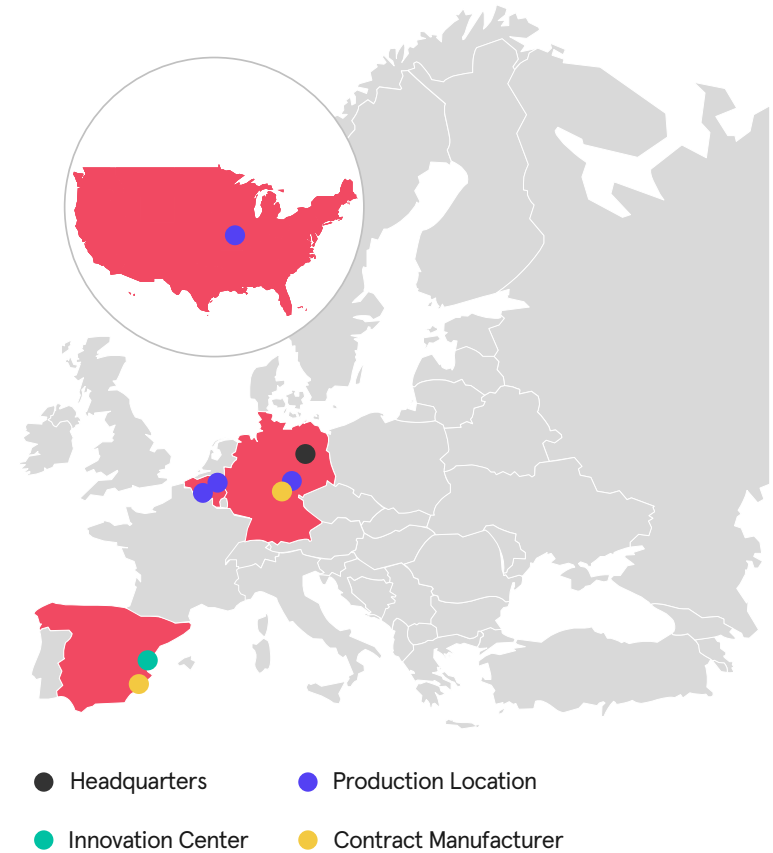 Headquarters
Production Location
Innovation Center
Contract Manufacturer